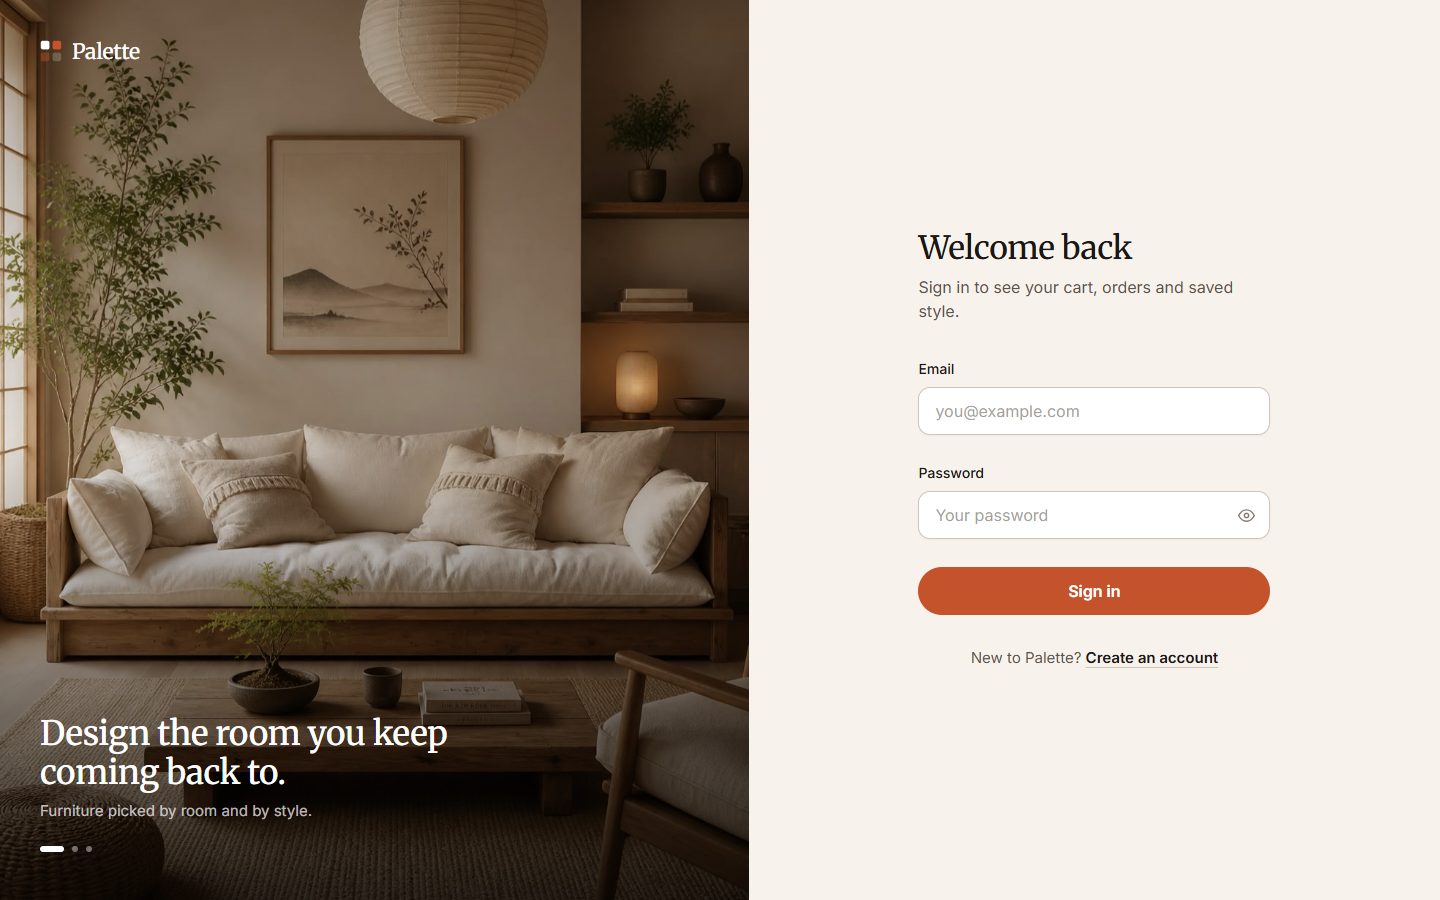 Palette
Design the room you keep
coming back to.
Furniture picked by room and by style.
Welcome back
Sign in to see your cart, orders and saved
style.
Email
you@example.com
Password
Your password
Sign in
New to Palette? Create an account